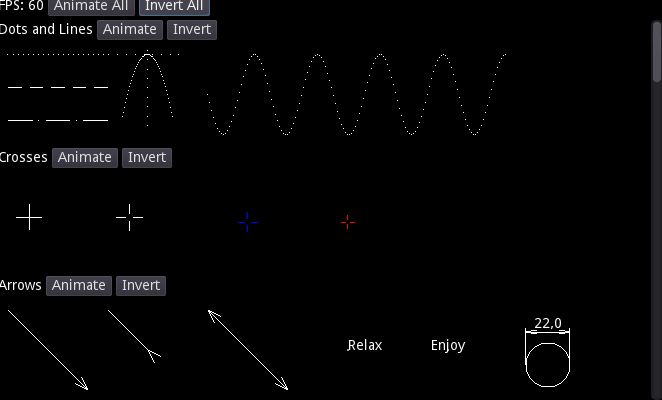 FPS: 60 Animate All Invert All
Dots and Lines Animate Invert
Crosses Animate Invert
Arrows Animate Invert
22,0
Relax Enjoy